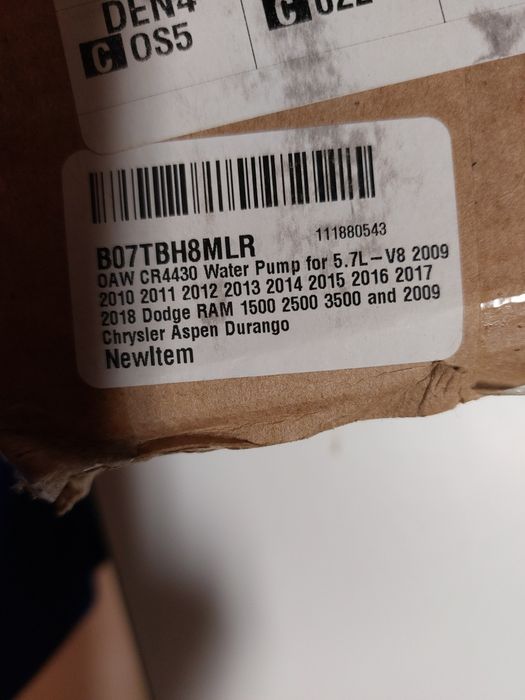 DEN4
C OS5
C
B07TBH8MLR
111880543
OAW CR4430 Water Pump for 5.7L-V8 2009
2010 2011 2012 2013 2014 2015 2016 2017
2018 Dodge RAM 1500 2500 3500 and 2009
Chrysler Aspen Durango
NewItem